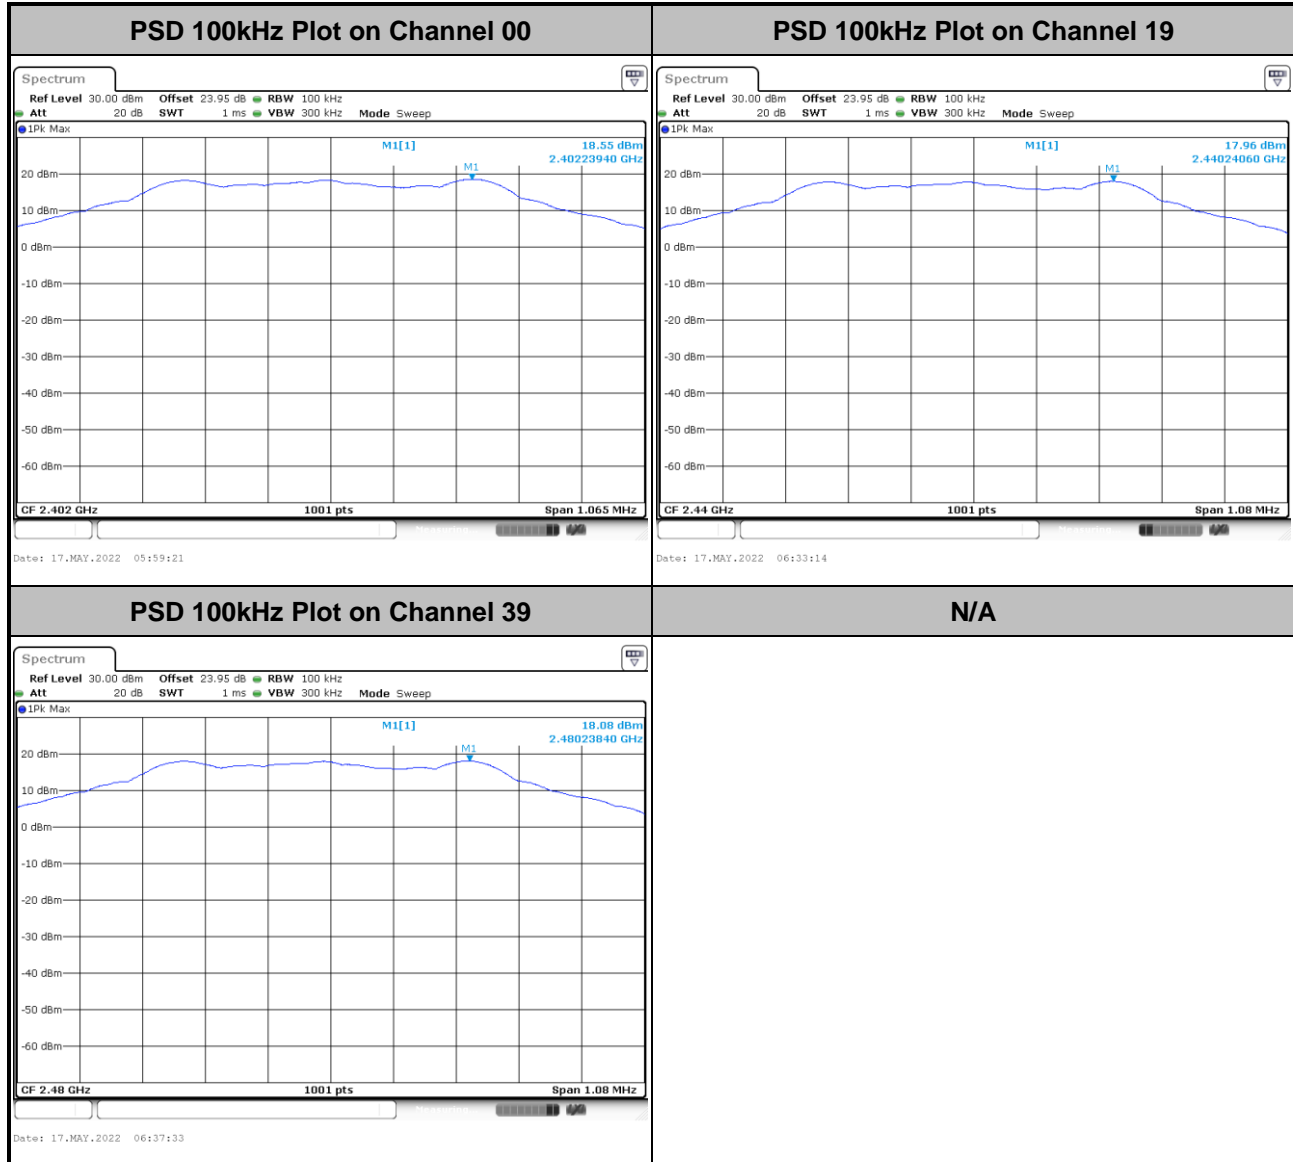 PSD 100kHz Plot on Channel 00
Spectrum
Ref Level 30.00 dBm Offset 23.95 dB RBW 100 kHz
Att 20 dB SWT 1 ms VBW 300 kHz Mode Sweep
1Pk Max
M1[1] 18.55 dBm
2.40223940 GHz
M1
20 dBm
10 dBm
0 dBm
-10 dBm
-20 dBm
-30 dBm
-40 dBm
-50 dBm
-60 dBm
CF 2.402 GHz 1001 pts Span 1.065 MHz
Measuring
Date: 17.MAY.2022 05:59:21
PSD 100kHz Plot on Channel 19
Spectrum
Ref Level 30.00 dBm Offset 23.95 dB RBW 100 kHz
Att 20 dB SWT 1 ms VBW 300 kHz Mode Sweep
1Pk Max
M1[1] 17.96 dBm
2.44024060 GHz
M1
20 dBm
10 dBm
0 dBm
-10 dBm
-20 dBm
-30 dBm
-40 dBm
-50 dBm
-60 dBm
CF 2.44 GHz 1001 pts Span 1.08 MHz
Measuring
Date: 17.MAY.2022 06:33:14
PSD 100kHz Plot on Channel 39
Spectrum
Ref Level 30.00 dBm Offset 23.95 dB RBW 100 kHz
Att 20 dB SWT 1 ms VBW 300 kHz Mode Sweep
1Pk Max
M1[1] 18.08 dBm
2.48023840 GHz
M1
20 dBm
10 dBm
0 dBm
-10 dBm
-20 dBm
-30 dBm
-40 dBm
-50 dBm
-60 dBm
CF 2.48 GHz 1001 pts Span 1.08 MHz
Measuring
Date: 17.MAY.2022 06:37:33
N/A